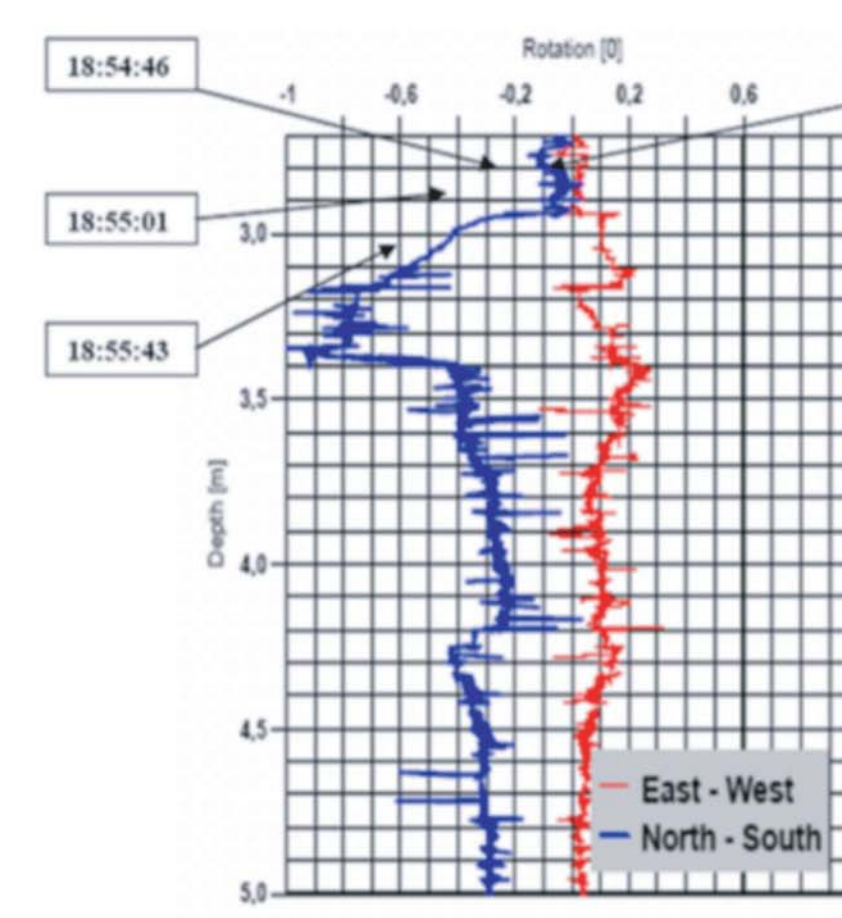 Rotation [0]
18:54:46
-1 -0,6 -0,2 0,2 0,6
18:55:01
3,0
18:55:43
3,5
Depth [m]
4,0
4,5
East - West
North - South
5,0